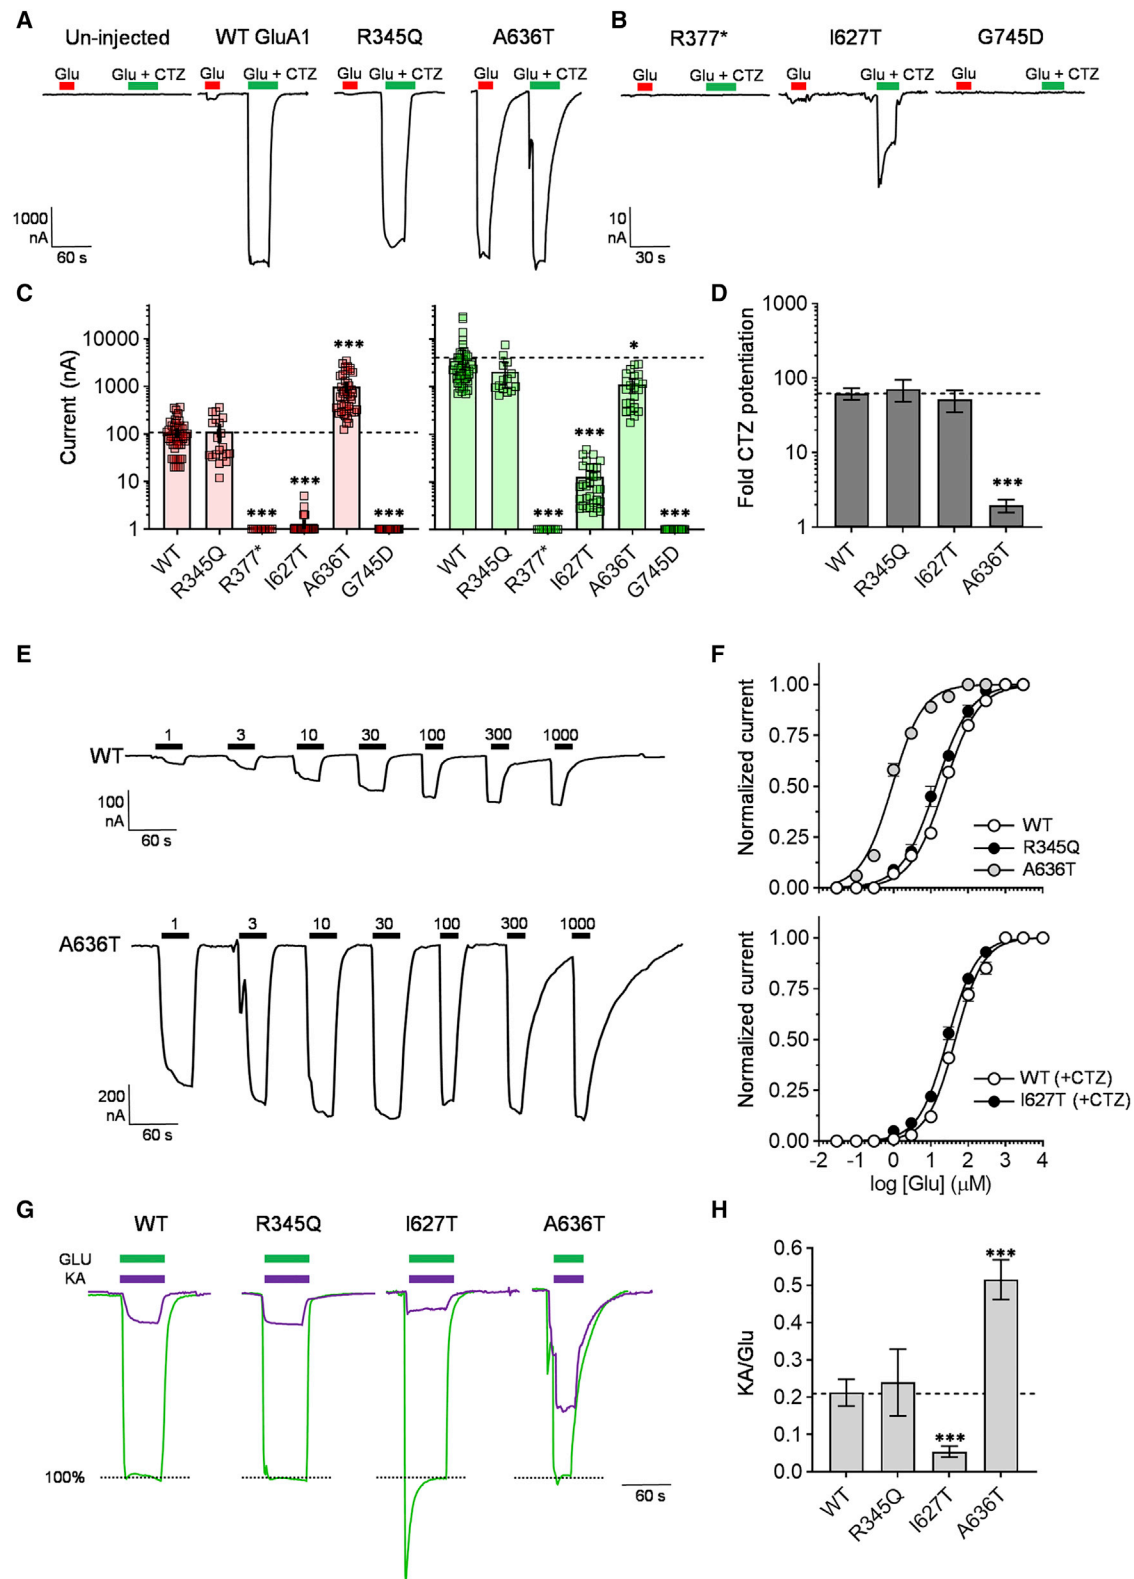 A
B
Un-injected
WT GluA1
R345Q
A636T
R377*
I627T
G745D
Glu
Glu + CTZ
Glu
Glu + CTZ
Glu
Glu + CTZ
Glu
Glu + CTZ
Glu
Glu + CTZ
Glu
Glu + CTZ
Glu
Glu + CTZ
1000
nA
60 s
10
nA
30 s
C
Current (nA)
10000
1000
100
10
1
***
***
***
***
WT
R345Q
R377*
I627T
A636T
G745D
***
***
*
***
WT
R345Q
R377*
I627T
A636T
G745D
D
Fold CTZ potentiation
1000
100
10
1
***
WT
R345Q
I627T
A636T
E
WT
1
3
10
30
100
300
1000
100
nA
60 s
A636T
1
3
10
30
100
300
1000
200
nA
60 s
F
Normalized current
1.00
0.75
0.50
0.25
0.00
WT
R345Q
A636T
Normalized current
1.00
0.75
0.50
0.25
0.00
WT (+CTZ)
I627T (+CTZ)
-2 -1 0 1 2 3 4
log [Glu] (µM)
G
WT
R345Q
I627T
A636T
GLU
KA
100%
60 s
H
KA/Glu
0.6
0.5
0.4
0.3
0.2
0.1
0.0
***
***
WT
R345Q
I627T
A636T